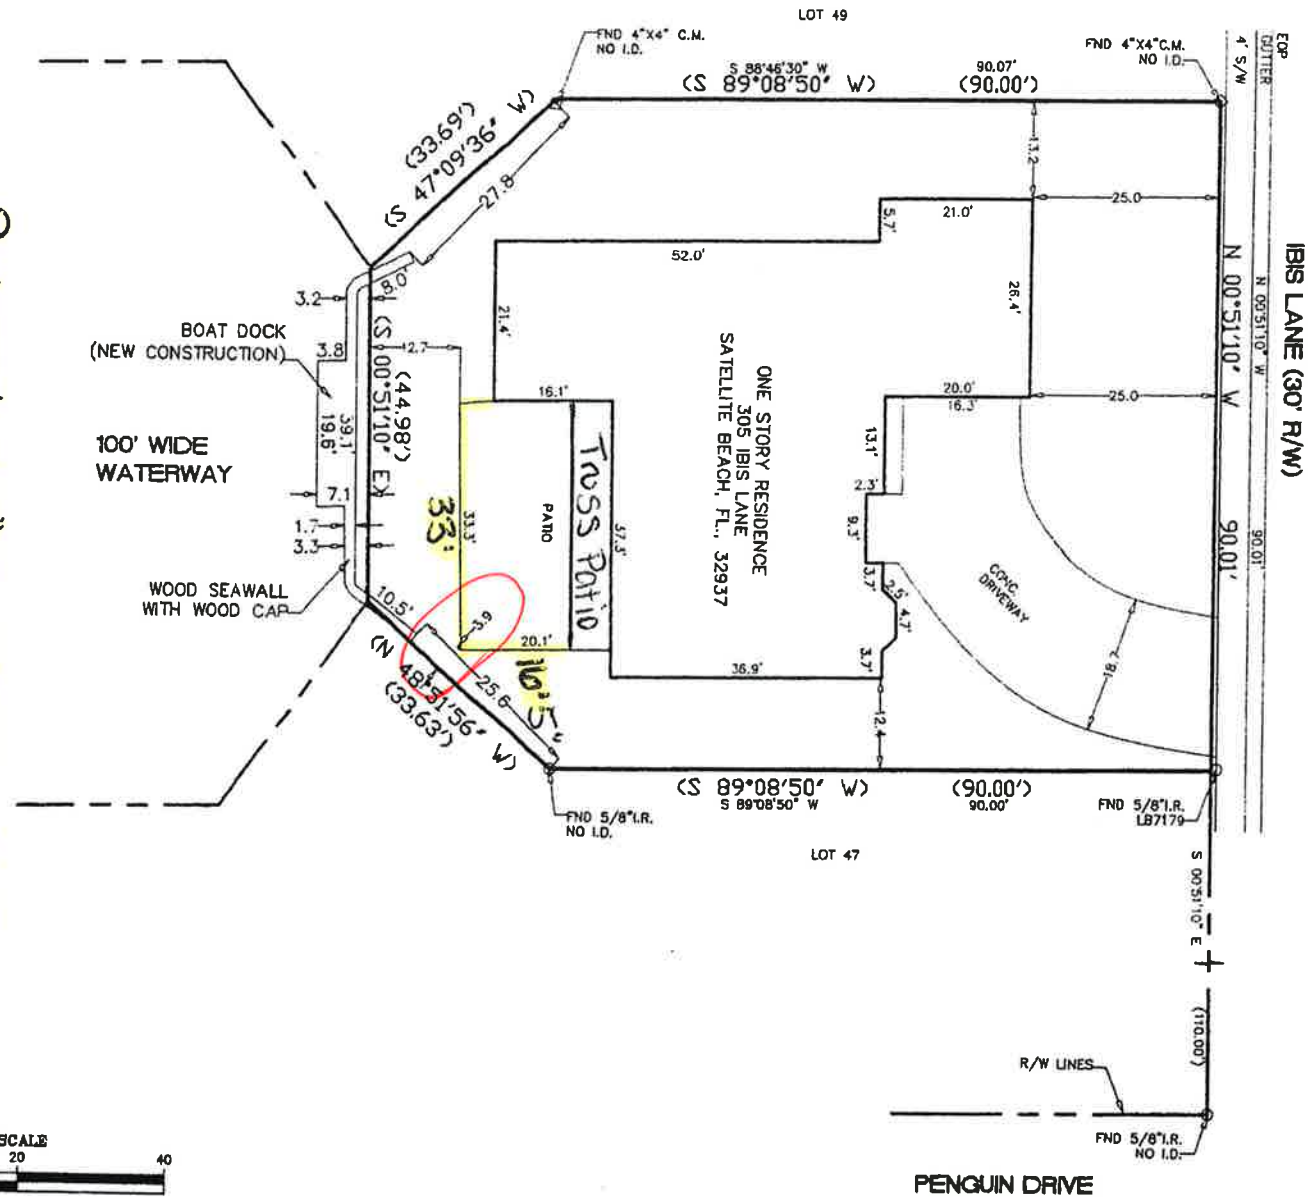 LOT 49
FND 4"X4" C.M.
NO I.D.
FND 4"X4"C.M.
NO I.D.
EOP
GUTTER
4' S/W
S 88°46'30" W
(S 89°08'50" W)
90.07'
(90.00')
(33.69')
(S 47°09'36" W)
27.8
13.2
25.0
21.0'
5.7'
52.0'
IBIS LANE (30' R/W)
N 00°51'10" W
N 00°51'10" W
90.01'
90.01'
8.0'
3.2
BOAT DOCK
(NEW CONSTRUCTION)
3.8
12.7
21.4'
26.4'
(44.98')
(S 00°51'10" E)
39.1'
19.6'
100' WIDE
WATERWAY
7.1
1.7
3.3
WOOD SEAWALL
WITH WOOD CAP
16.1'
20.0'
16.3'
25.0
ONE STORY RESIDENCE
305 IBIS LANE
SATELLITE BEACH, FL., 32937
Truss Patio
PATIO
33.3'
33'
37.3'
13.1'
2.3'
9.3'
3.7'
2.5'
4.7'
3.7'
CONC.
DRIVEWAY
18.7
10.5'
3.9
20.1'
16'5"
36.9'
12.4
25.6
(N 48°51'56" W)
(33.63')
(S 89°08'50" W)
S 89°08'50" W
(90.00')
90.00'
FND 5/8"I.R.
NO I.D.
FND 5/8"I.R.
LB7179
LOT 47
S 00°51'10" E
(110.00')
R/W LINES
FND 5/8"I.R.
NO I.D.
PENGUIN DRIVE
SCALE
20
40